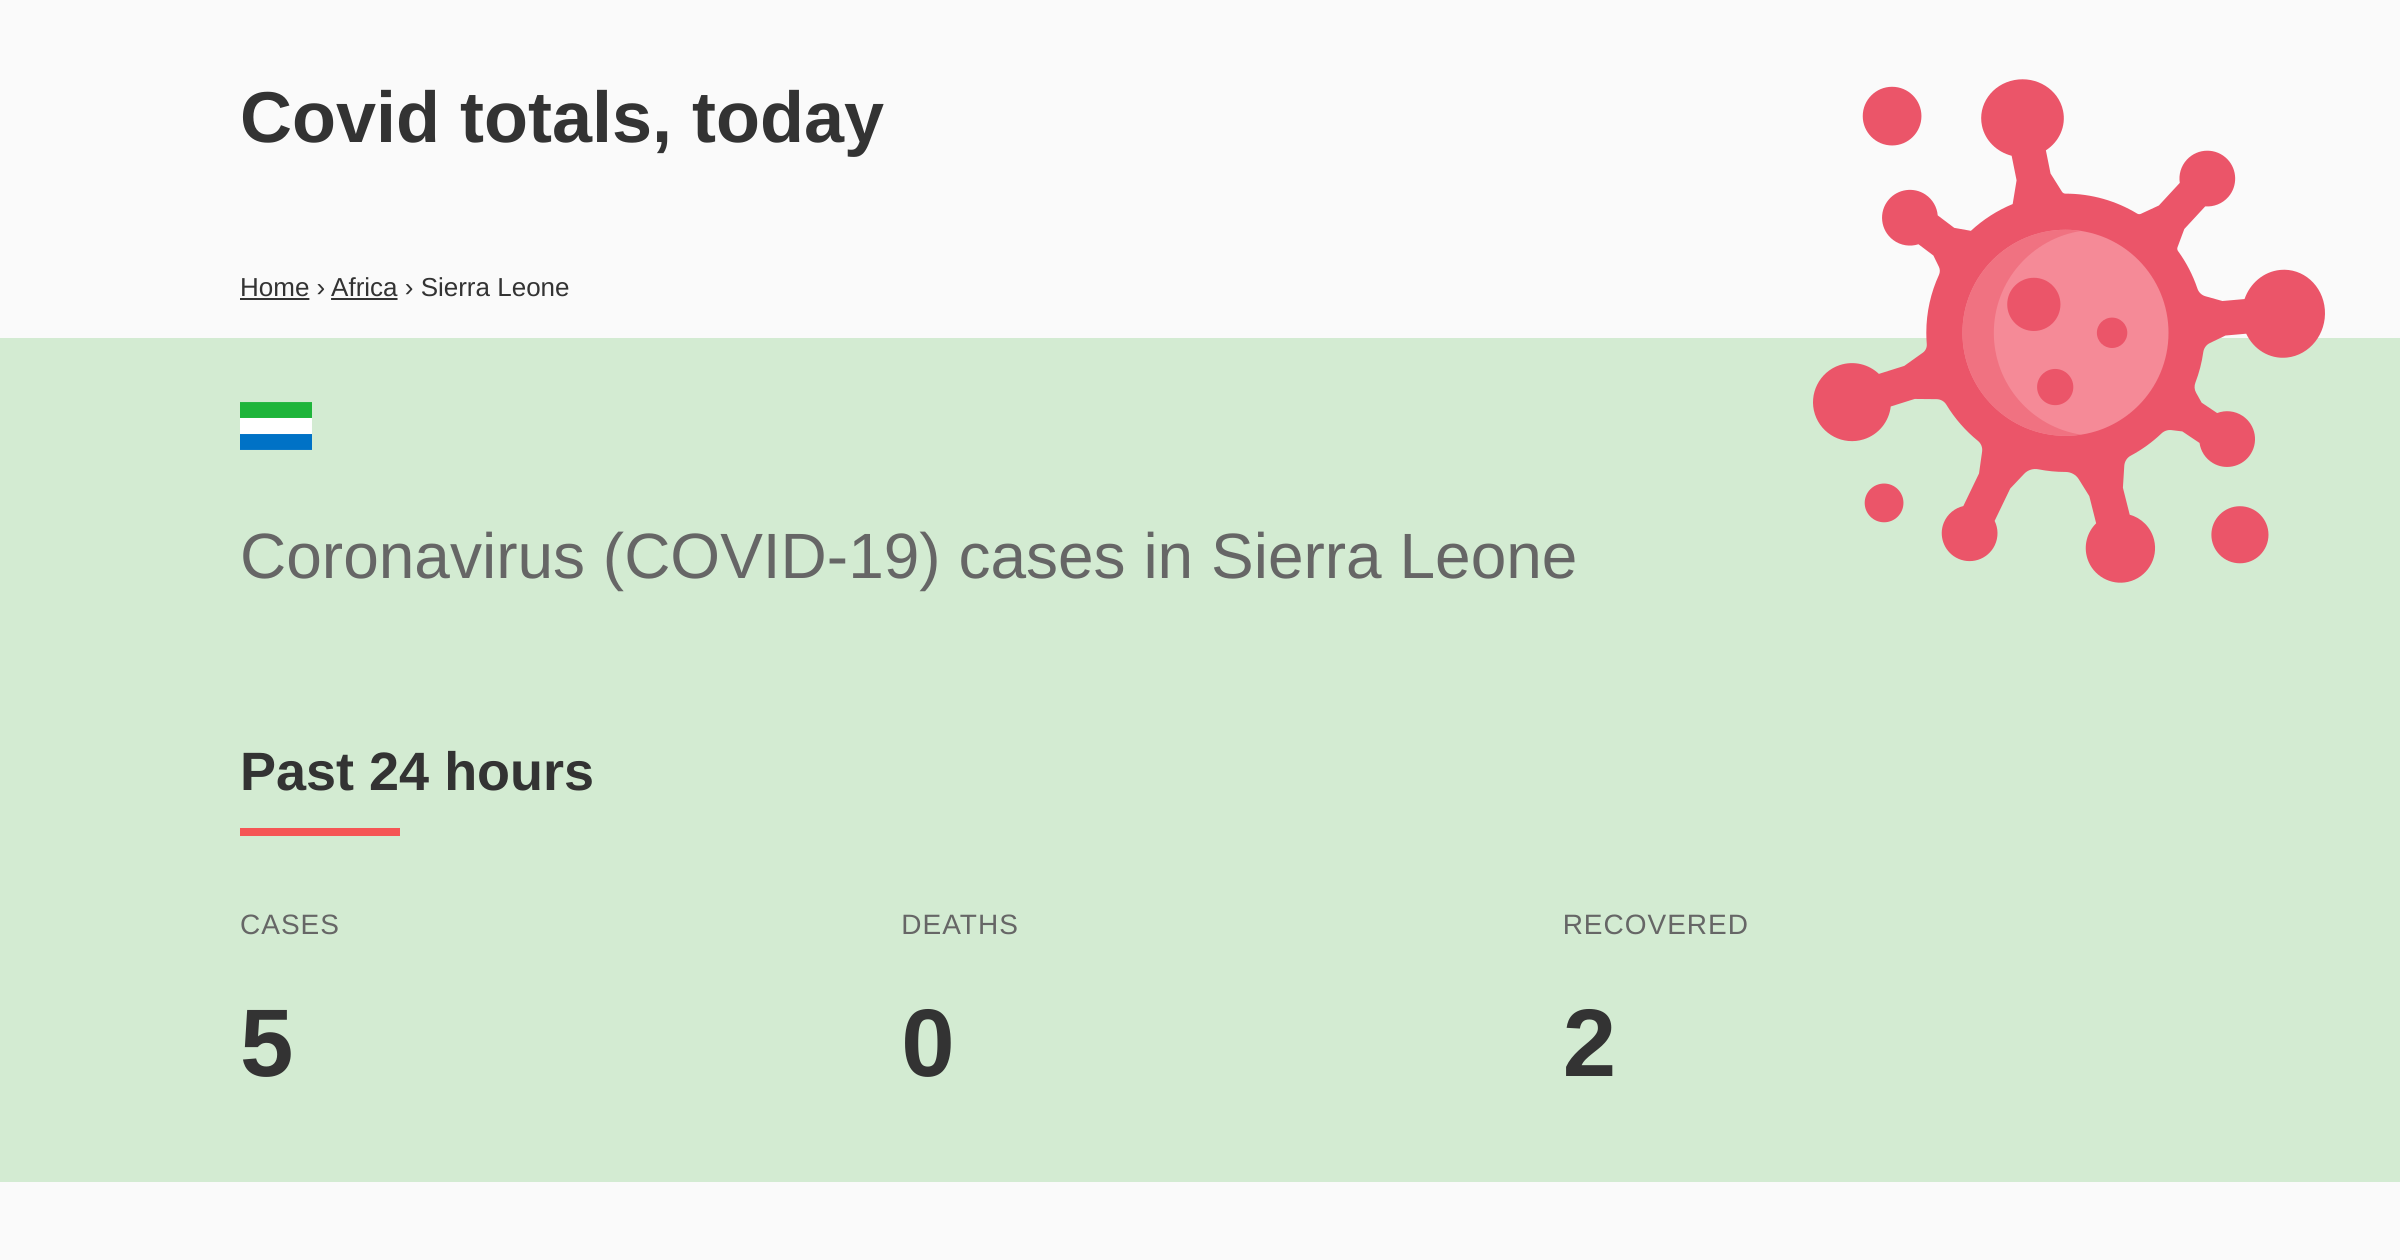 Covid totals, today
Home › Africa › Sierra Leone
Coronavirus (COVID-19) cases in Sierra Leone
Past 24 hours
CASES DEATHS RECOVERED
5 0 2